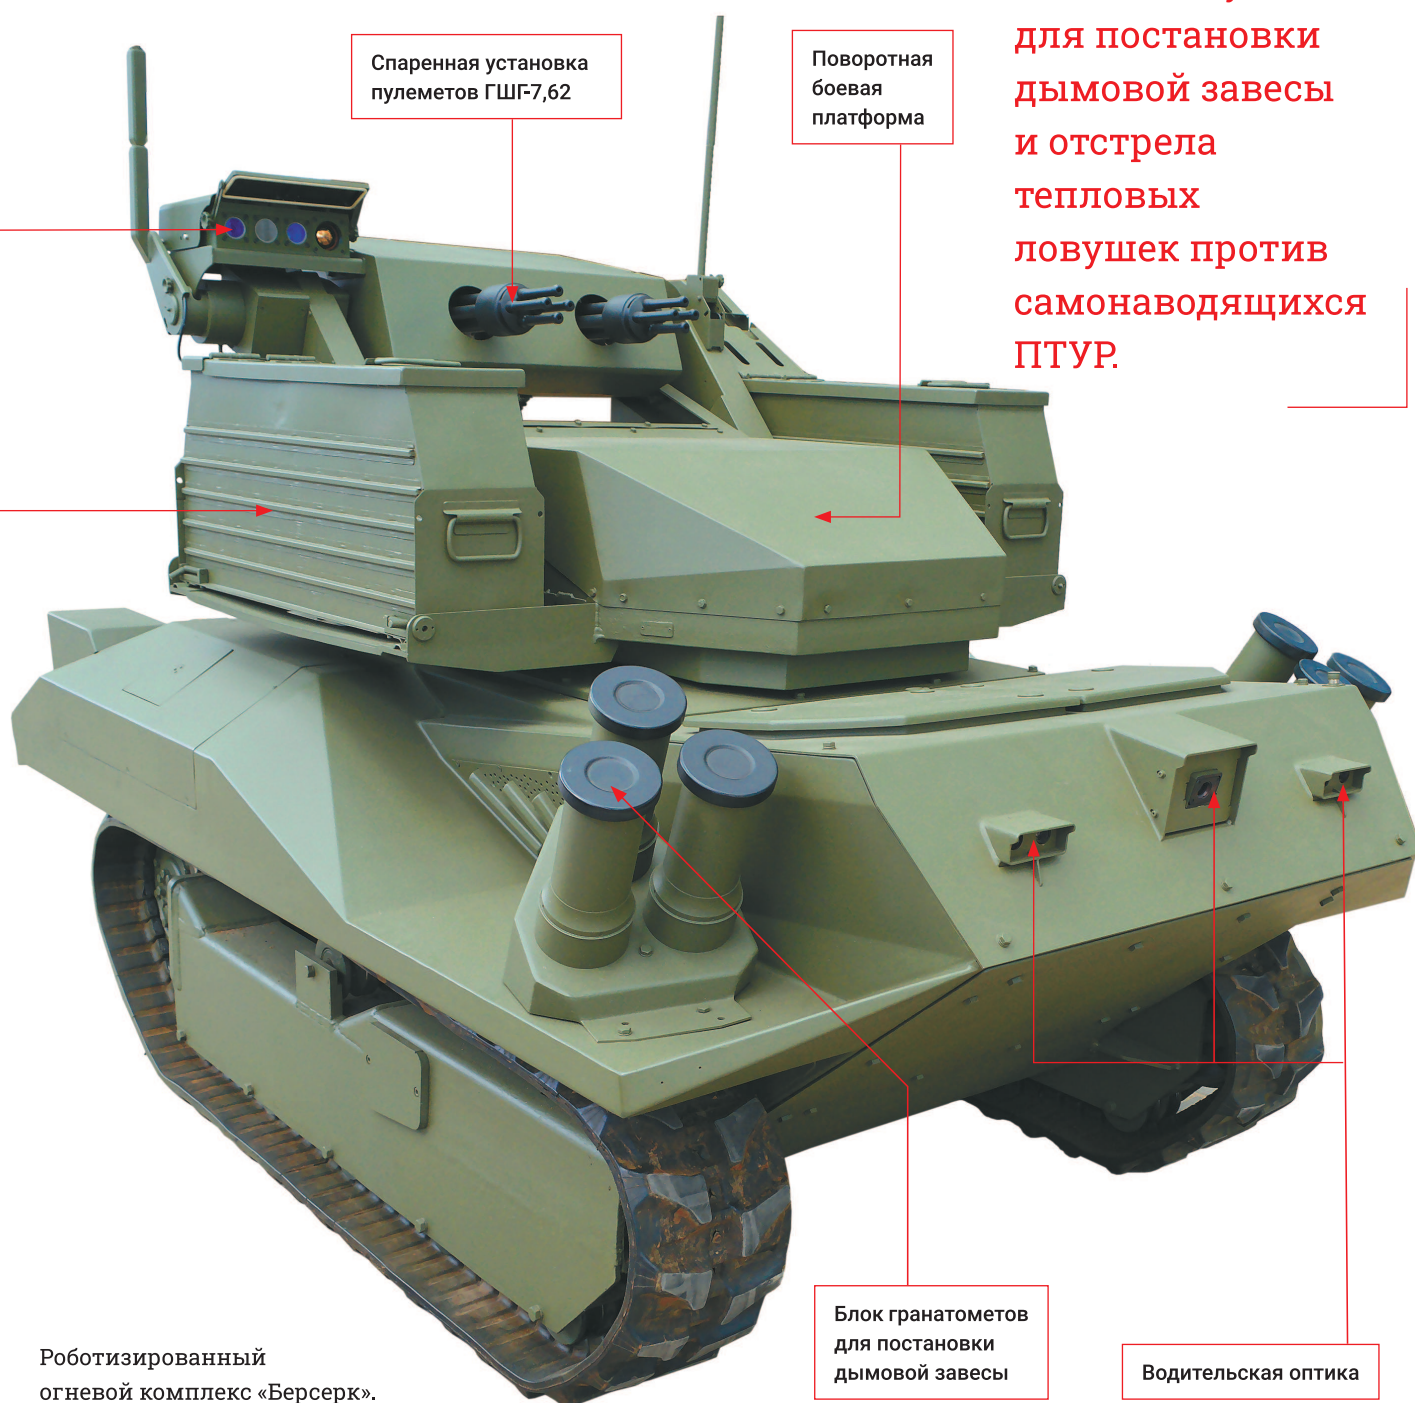 Спаренная установка
пулеметов ГШГ-7,62
Поворотная
боевая
платформа
для постановки
дымовой завесы
и отстрела
тепловых
ловушек против
самонаводящихся
ПТУР.
Блок гранатометов
для постановки
дымовой завесы
Водительская оптика
Роботизированный
огневой комплекс «Берсерк».